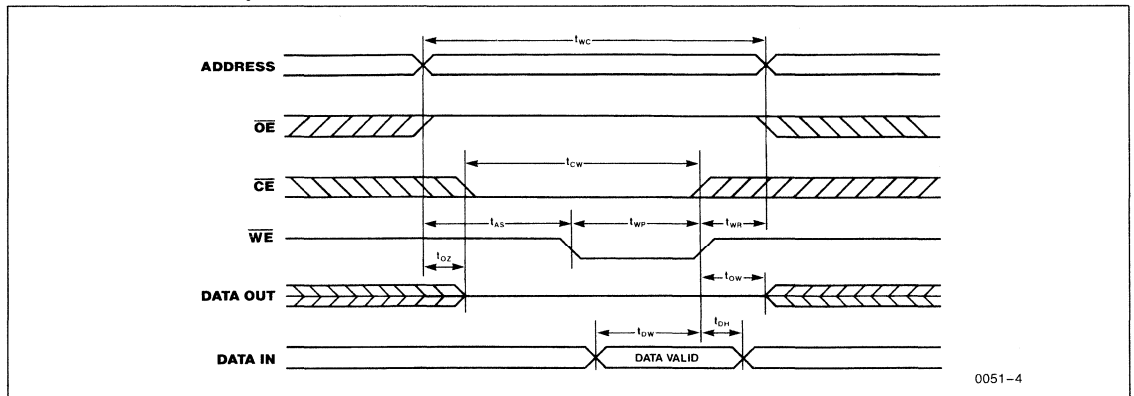 tWC
ADDRESS
OE
tCW
CE
tAS
tWP
tWR
WE
tOZ
tOW
DATA OUT
tDW
tDH
DATA IN
DATA VALID
0051-4